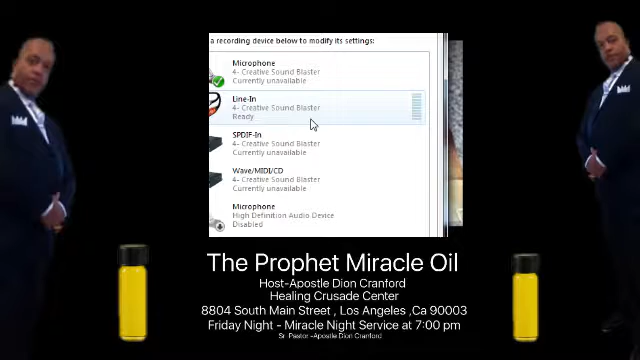 a recording device below to modify its settings:
Microphone
4- Creative Sound Blaster
Currently unavailable
Line-In
4- Creative Sound Blaster
Ready
SPDIF-In
4- Creative Sound Blaster
Currently unavailable
Wave/MIDI/CD
4- Creative Sound Blaster
Currently unavailable
Microphone
High Definition Audio Device
Disabled
The Prophet Miracle Oil
Host-Apostle Dion Cranford
Healing Crusade Center
8804 South Main Street , Los Angeles ,Ca 90003
Friday Night - Miracle Night Service at 7:00 pm
Sr. Pastor -Apostle Dion Cranford